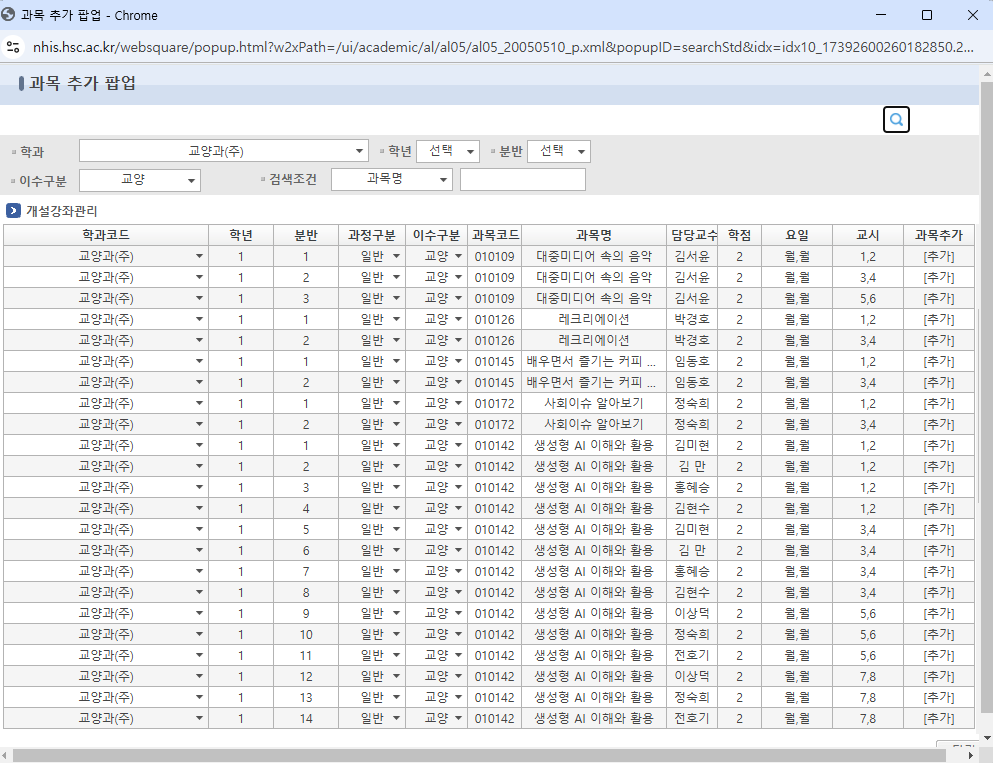 과목 추가 팝업 - Chrome
nhis.hsc.ac.kr/websquare/popup.html?w2xPath=/ui/academic/al/al05/al05_20050510_p.xml&popupID=searchStd&idx=idx10_17392600260182850.2...
과목 추가 팝업
학과 교양과(주) 학년 선택 분반 선택
이수구분 교양 검색조건 과목명
개설강좌관리
학과코드 학년 분반 과정구분 이수구분 과목코드 과목명 담당교수 학점 요일 교시 과목추가
교양과(주) 1 1 일반 교양 010109 대중미디어 속의 음악 김서윤 2 월,월 1,2 [추가]
교양과(주) 1 2 일반 교양 010109 대중미디어 속의 음악 김서윤 2 월,월 3,4 [추가]
교양과(주) 1 3 일반 교양 010109 대중미디어 속의 음악 김서윤 2 월,월 5,6 [추가]
교양과(주) 1 1 일반 교양 010126 레크리에이션 박경호 2 월,월 1,2 [추가]
교양과(주) 1 2 일반 교양 010126 레크리에이션 박경호 2 월,월 3,4 [추가]
교양과(주) 1 1 일반 교양 010145 배우면서 즐기는 커피 ... 임동호 2 월,월 1,2 [추가]
교양과(주) 1 2 일반 교양 010145 배우면서 즐기는 커피 ... 임동호 2 월,월 3,4 [추가]
교양과(주) 1 1 일반 교양 010172 사회이슈 알아보기 정숙희 2 월,월 1,2 [추가]
교양과(주) 1 2 일반 교양 010172 사회이슈 알아보기 정숙희 2 월,월 3,4 [추가]
교양과(주) 1 1 일반 교양 010142 생성형 AI 이해와 활용 김미현 2 월,월 1,2 [추가]
교양과(주) 1 2 일반 교양 010142 생성형 AI 이해와 활용 김 만 2 월,월 1,2 [추가]
교양과(주) 1 3 일반 교양 010142 생성형 AI 이해와 활용 홍혜승 2 월,월 1,2 [추가]
교양과(주) 1 4 일반 교양 010142 생성형 AI 이해와 활용 김현수 2 월,월 1,2 [추가]
교양과(주) 1 5 일반 교양 010142 생성형 AI 이해와 활용 김미현 2 월,월 3,4 [추가]
교양과(주) 1 6 일반 교양 010142 생성형 AI 이해와 활용 김 만 2 월,월 3,4 [추가]
교양과(주) 1 7 일반 교양 010142 생성형 AI 이해와 활용 홍혜승 2 월,월 3,4 [추가]
교양과(주) 1 8 일반 교양 010142 생성형 AI 이해와 활용 김현수 2 월,월 3,4 [추가]
교양과(주) 1 9 일반 교양 010142 생성형 AI 이해와 활용 이상덕 2 월,월 5,6 [추가]
교양과(주) 1 10 일반 교양 010142 생성형 AI 이해와 활용 정숙희 2 월,월 5,6 [추가]
교양과(주) 1 11 일반 교양 010142 생성형 AI 이해와 활용 전호기 2 월,월 5,6 [추가]
교양과(주) 1 12 일반 교양 010142 생성형 AI 이해와 활용 이상덕 2 월,월 7,8 [추가]
교양과(주) 1 13 일반 교양 010142 생성형 AI 이해와 활용 정숙희 2 월,월 7,8 [추가]
교양과(주) 1 14 일반 교양 010142 생성형 AI 이해와 활용 전호기 2 월,월 7,8 [추가]